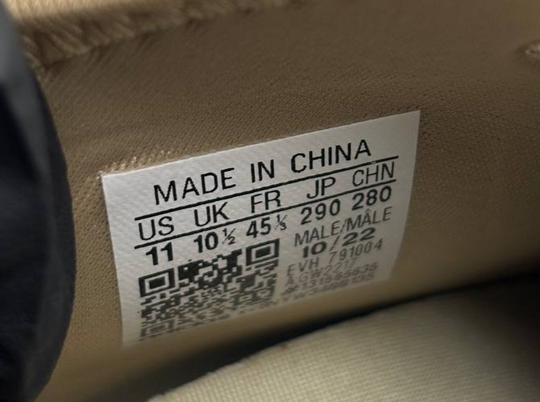 MADE IN CHINA
US UK FR JP CHN
11 10½ 45⅓ 290 280
MALE/MÂLE
10/22
EVH 791004